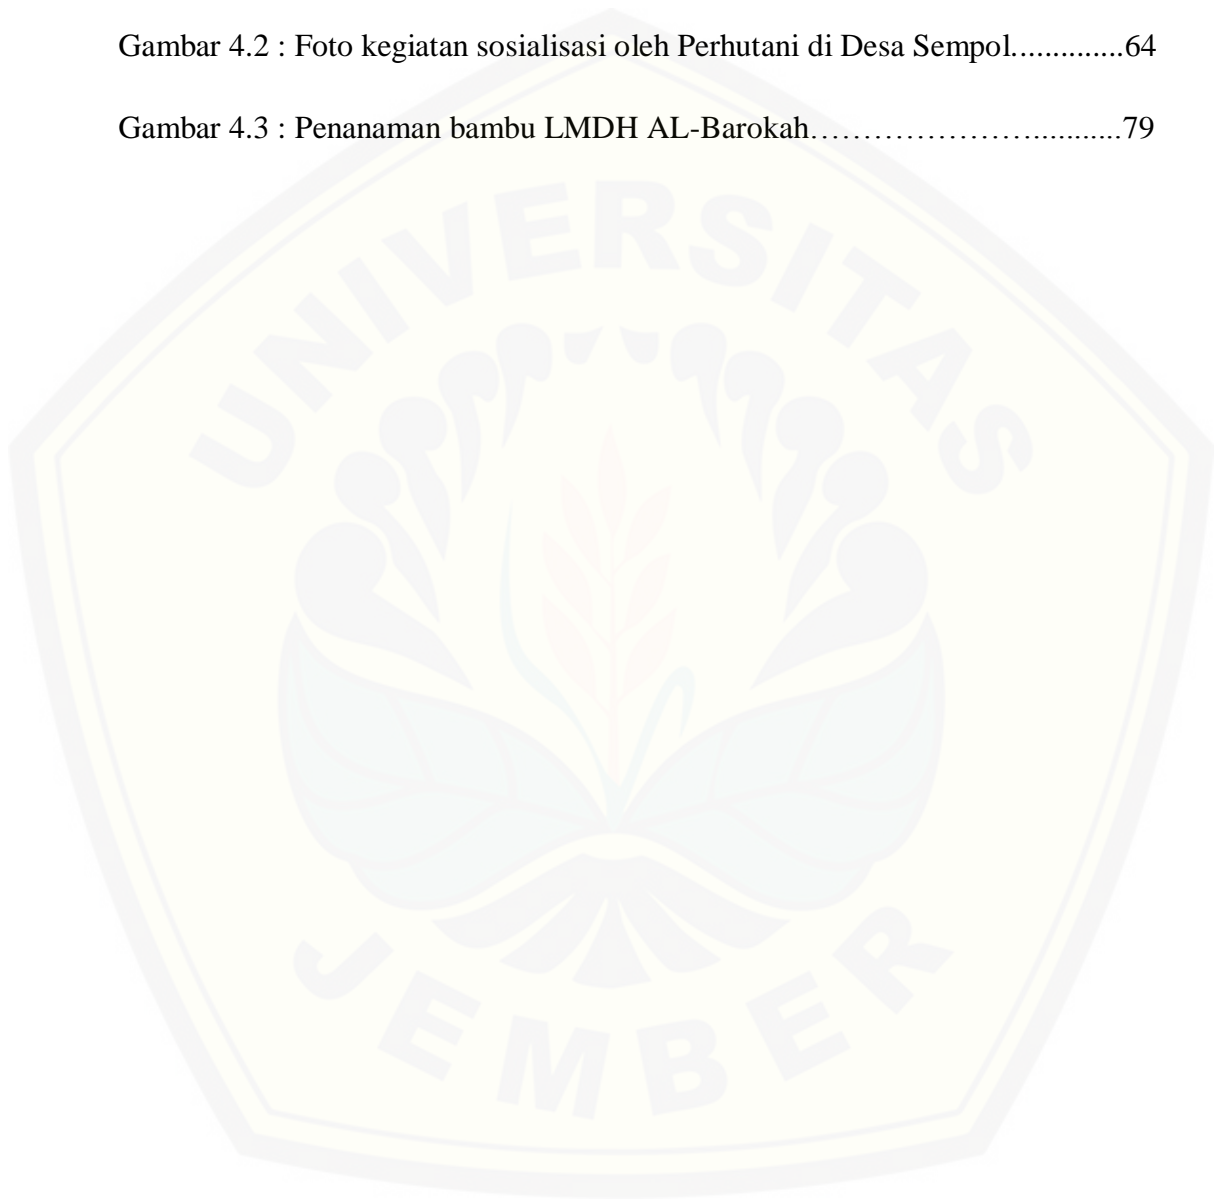 Gambar 4.2 : Foto kegiatan sosialisasi oleh Perhutani di Desa Sempol..............64
Gambar 4.3 : Penanaman bambu LMDH AL-Barokah…………………...........79
UNIVERSITAS
JEMBER